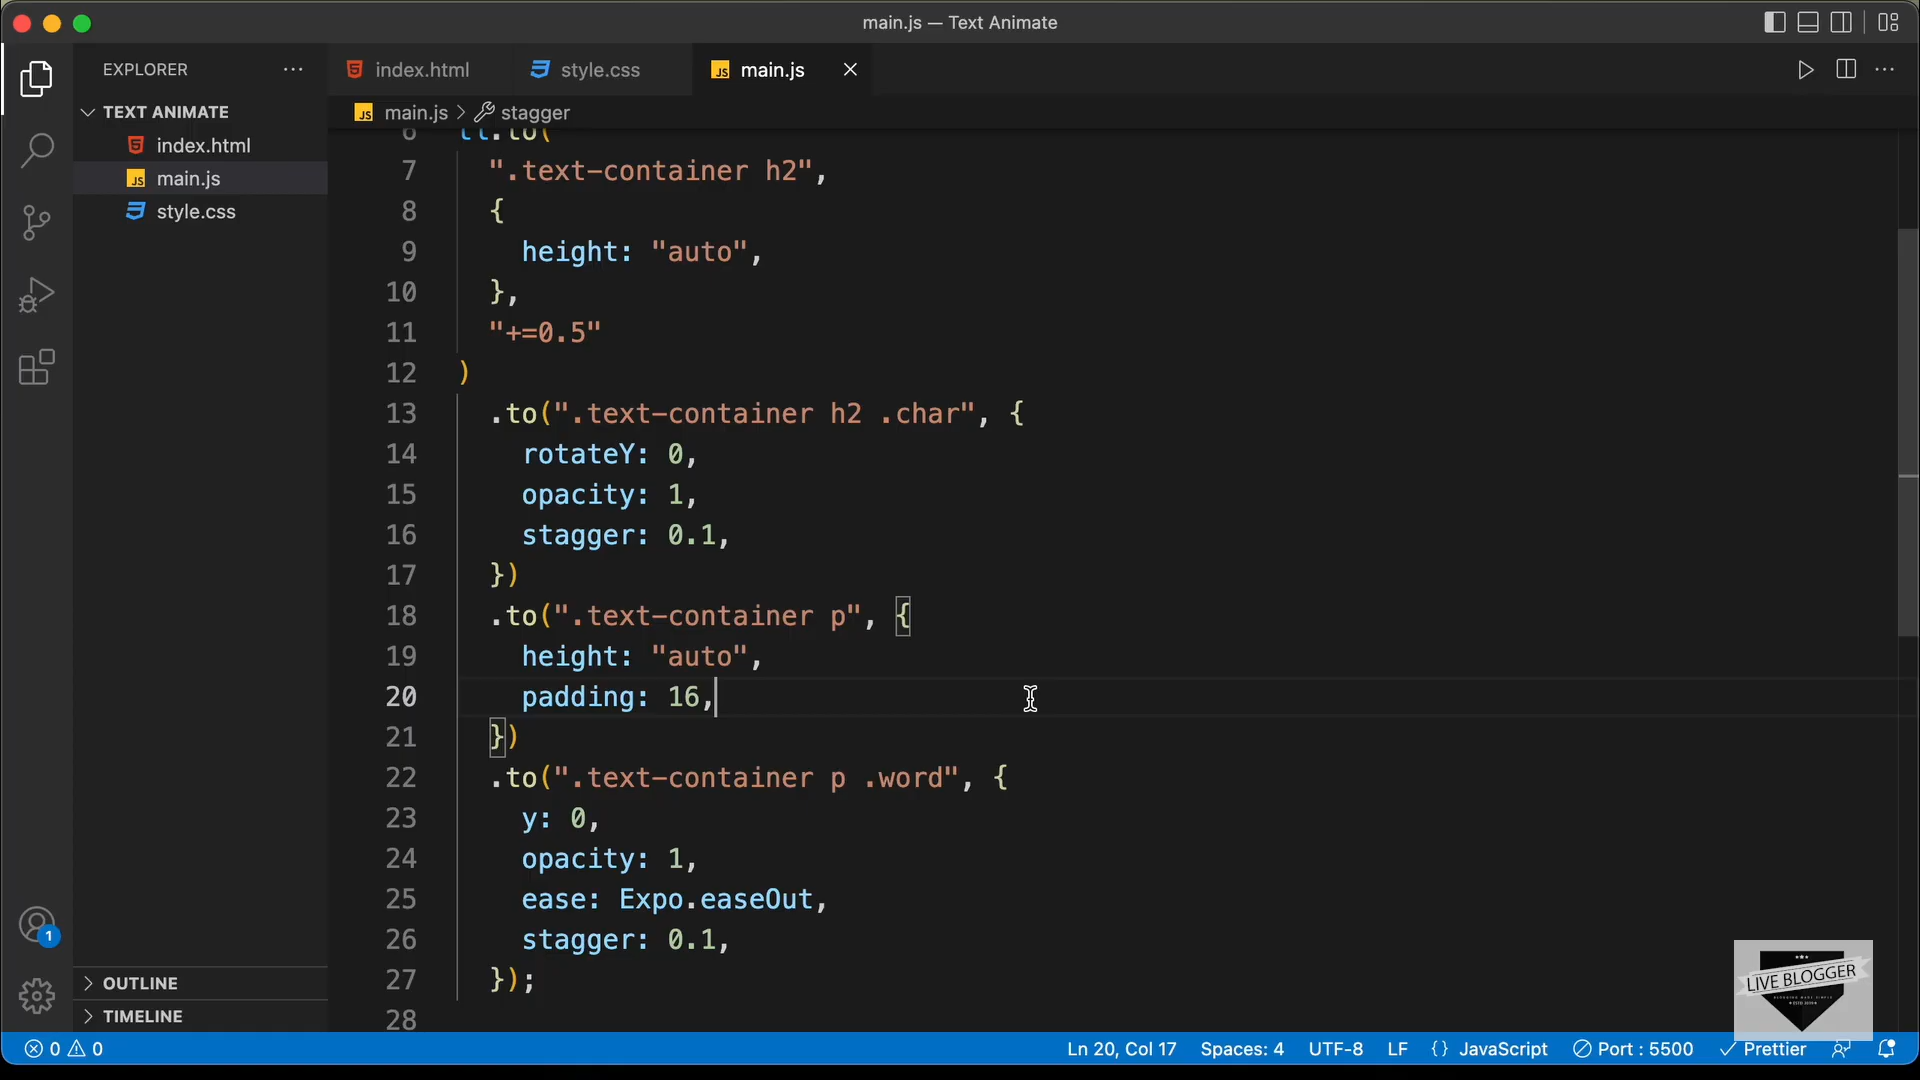 main.js — Text Animate
EXPLORER
index.html
style.css
main.js
TEXT ANIMATE
index.html
main.js
style.css
main.js > stagger
6 tl.to(
7 ".text-container h2",
8 {
9 height: "auto",
10 },
11 "+=0.5"
12 )
13 .to(".text-container h2 .char", {
14 rotateY: 0,
15 opacity: 1,
16 stagger: 0.1,
17 })
18 .to(".text-container p", {
19 height: "auto",
20 padding: 16,
21 })
22 .to(".text-container p .word", {
23 y: 0,
24 opacity: 1,
25 ease: Expo.easeOut,
26 stagger: 0.1,
27 });
28
1
OUTLINE
TIMELINE
LIVE BLOGGER
0 0
Ln 20, Col 17
Spaces: 4
UTF-8
LF
{} JavaScript
Port : 5500
Prettier